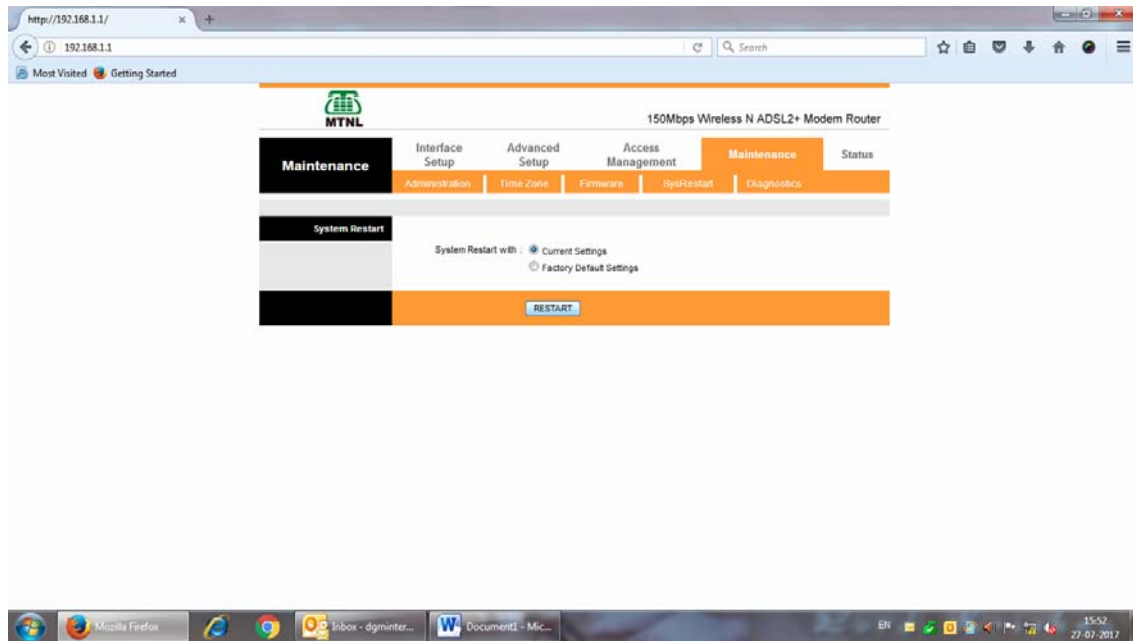 http://192.168.1.1/
192.168.1.1
Search
Most Visited
Getting Started
MTNL
150Mbps Wireless N ADSL2+ Modem Router
Maintenance
Interface Setup
Advanced Setup
Access Management
Maintenance
Status
Administration
Time Zone
Firmware
SysRestart
Diagnostics
System Restart
System Restart with :
Current Settings
Factory Default Settings
RESTART
Mozilla Firefox
Inbox - dgminter...
Document1 - Mic...
EN
15:52
27-07-2017